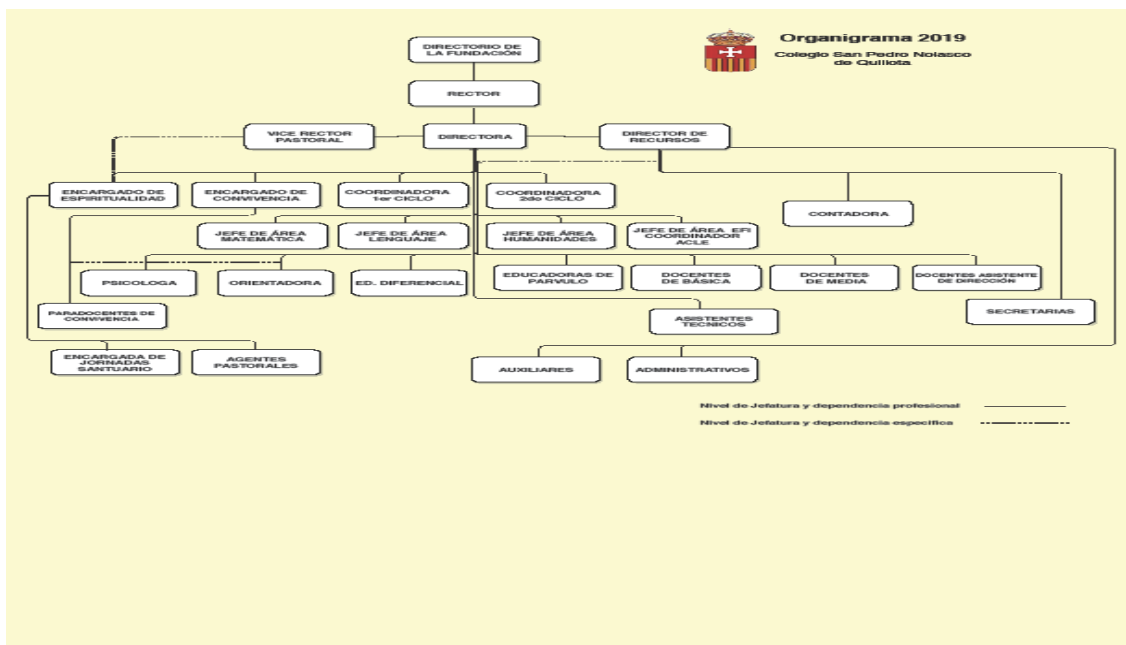 Organigrama 2019
Colegio San Pedro Nolasco
de Quillota
DIRECTORIO DE
LA FUNDACIÓN
RECTOR
VICE RECTOR
PASTORAL
DIRECTORA
DIRECTOR DE
RECURSOS
ENCARGADO DE
ESPIRITUALIDAD
ENCARGADO DE
CONVIVENCIA
COORDINADORA
1er CICLO
COORDINADORA
2do CICLO
CONTADORA
JEFE DE ÁREA
MATEMÁTICA
JEFE DE ÁREA
LENGUAJE
JEFE DE ÁREA
HUMANIDADES
JEFE DE ÁREA EFI
COORDINADOR
ACLE
PSICOLOGA
ORIENTADORA
ED. DIFERENCIAL
EDUCADORAS DE
PARVULO
DOCENTES
DE BÁSICA
DOCENTES
DE MEDIA
DOCENTES ASISTENTE
DE DIRECCIÓN
PARADOCENTES DE
CONVIVENCIA
ASISTENTES
TECNICOS
SECRETARIAS
ENCARGADA DE
JORNADAS
SANTUARIO
AGENTES
PASTORALES
AUXILIARES
ADMINISTRATIVOS
Nivel de Jefatura y dependencia profesional
Nivel de Jefatura y dependencia específica